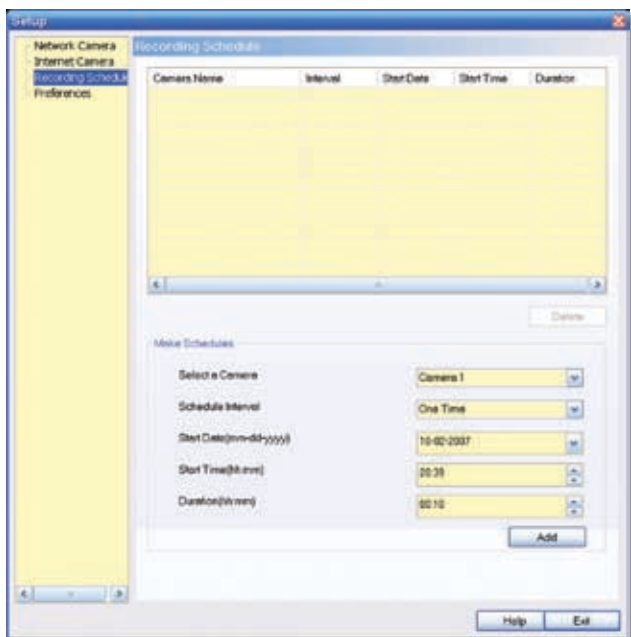 Setup
Network Camera
Internet Camera
Recording Schedul
Preferences
Recording Schedule
Camera Name Interval Start Date Start Time Duration
Delete
Make Schedules
Select a Camera Camera 1
Schedule Interval One Time
Start Date(mm-dd-yyyy) 10-02-2007
Start Time(hh:mm) 20:39
Duration(hh:mm) 00:10
Add
Help Exit